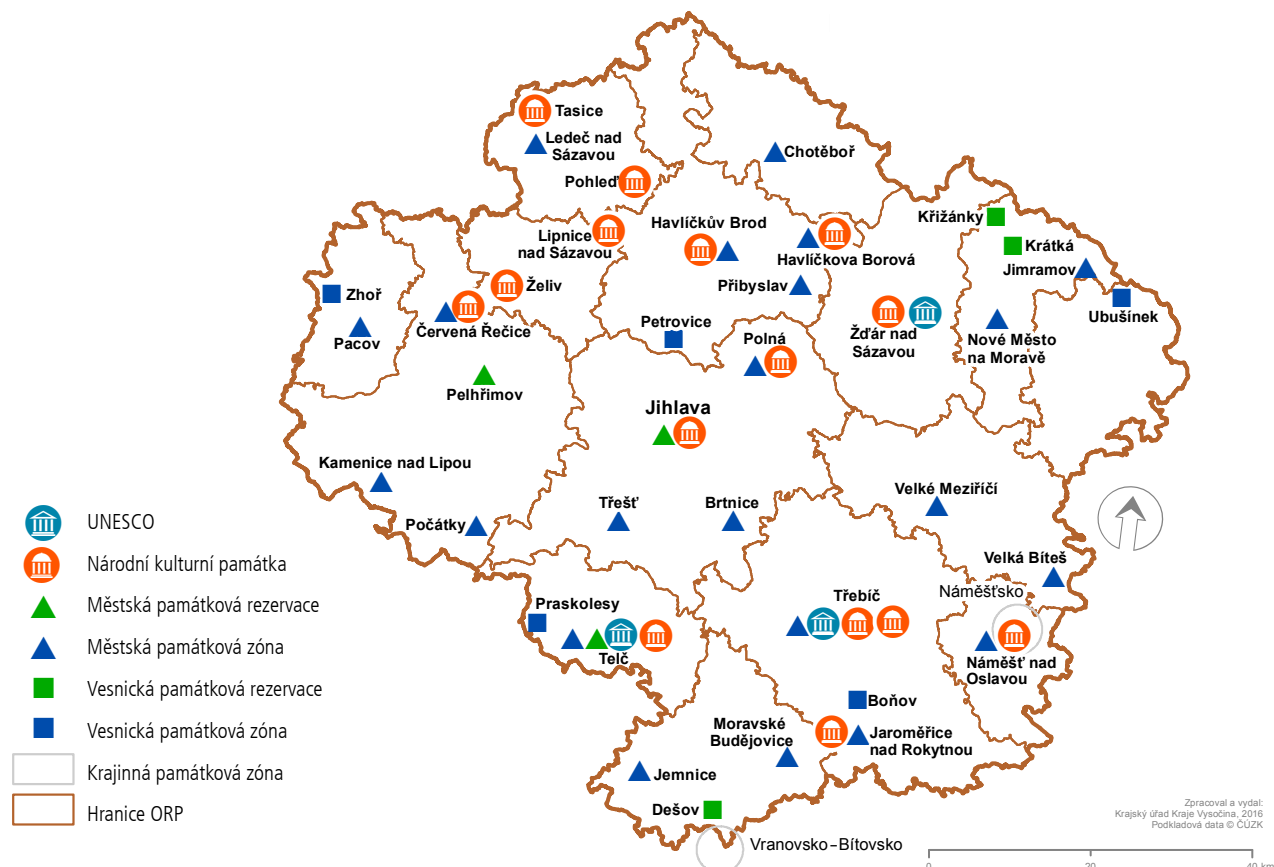 Tasice
Ledeč nad
Sázavou
Chotěboř
Pohleď
Křižánky
Lipnice
nad Sázavou
Havlíčkův Brod
Krátká
Havlíčkova Borová
Jimramov
Zhoř
Želiv
Přibyslav
Ubušínek
Pacov
Červená Řečice
Petrovice
Polná
Žďár nad
Sázavou
Nové Město
na Moravě
Pelhřimov
Jihlava
Kamenice nad Lipou
Velké Meziříčí
Třešť
Brtnice
Počátky
Velká Bíteš
Praskolesy
Třebíč
Náměšťsko
Telč
Náměšť nad
Oslavou
Boňov
Moravské
Budějovice
Jaroměřice
nad Rokytnou
Jemnice
Dešov
Vranovsko–Bítovsko
UNESCO
Národní kulturní památka
Městská památková rezervace
Městská památková zóna
Vesnická památková rezervace
Vesnická památková zóna
Krajinná památková zóna
Hranice ORP
Zpracoval a vydal:
Krajský úřad Kraje Vysočina, 2016
Podkladová data © ČÚZK
0 20 40 km